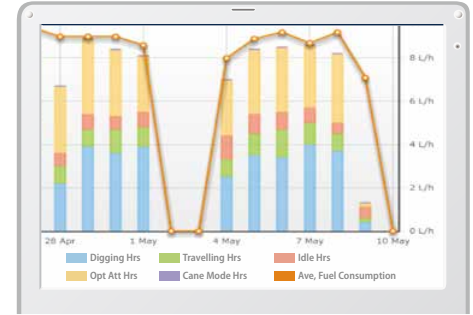 8 L/h
6 L/h
4 L/h
2 L/h
0 L/h
28 Apr 1 May 4 May 7 May 10 May
Digging Hrs Travelling Hrs Idle Hrs
Opt Att Hrs Cane Mode Hrs Ave, Fuel Consumption